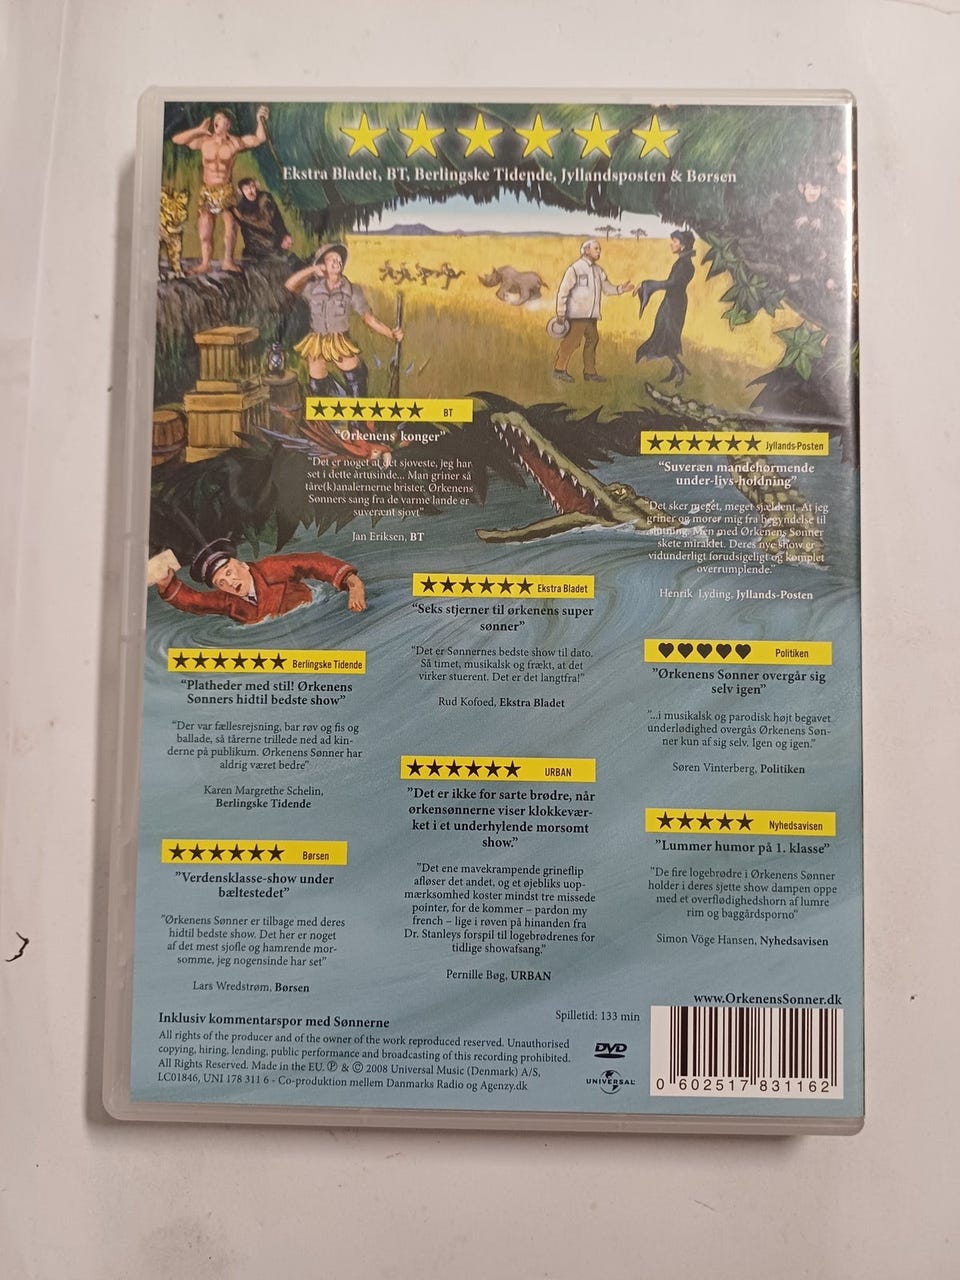 Ekstra Bladet, BT, Berlingske Tidende, Jyllandsposten & Børsen
BT
"Ørkenens konger"
"Det er noget af det sjoveste, jeg har
set i dette årtusinde... Man griner så
tåre(k)analernerne brister. Ørkenens
Sønners sang fra de varme lande er
suverænt sjovt"
Jan Eriksen, BT
Jyllands-Posten
"Suveræn mandehørmende
under-livs-holdning"
"Det sker meget, meget sjældent. At jeg
griner og morer mig fra begyndelse til
slutning. Men med Ørkenens Sønner
skete miraklet. Deres nye show er
vidunderligt forudsigeligt og komplet
overrumplende."
Henrik Lyding, Jyllands-Posten
Ekstra Bladet
"Seks stjerner til ørkenens super
sønner"
"Det er Sønnernes bedste show til dato.
Så timet, musikalsk og frækt, at det
virker stuerent. Det er det langtfra!"
Rud Kofoed, Ekstra Bladet
Politiken
"Ørkenens Sønner overgår sig
selv igen"
"...i musikalsk og parodisk højt begavet
underlødighed overgås Ørkenens Søn-
ner kun af sig selv. Igen og igen."
Søren Vinterberg, Politiken
Berlingske Tidende
"Platheder med stil! Ørkenens
Sønners hidtil bedste show"
"Der var fællesrejsning, bar røv og fis og
ballade, så tårerne trillede ned ad kin-
derne på publikum. Ørkenens Sønner har
aldrig været bedre"
Karen Margrethe Schelin,
Berlingske Tidende
URBAN
"Det er ikke for sarte brødre, når
ørkensønnerne viser klokkevær-
ket i et underhylende morsomt
show."
"Det ene mavekrampende grineflip
afløser det andet, og et øjebliks uop-
mærksomhed koster mindst tre missede
pointer, for de kommer – pardon my
french – lige i røven på hinanden fra
Dr. Stanleys forspil til logebrødrenes for
tidlige showafsang."
Pernille Bøg, URBAN
Nyhedsavisen
"Lummer humor på 1. klasse"
"De fire logebrødre i Ørkenens Sønner
holder i deres sjette show dampen oppe
med et overflødighedshorn af lumre
rim og baggårdsporno"
Simon Vöge Hansen, Nyhedsavisen
Børsen
"Verdensklasse-show under
bæltestedet"
"Ørkenens Sønner er tilbage med deres
hidtil bedste show. Det her er noget
af det mest sjofle og hamrende mor-
somme, jeg nogensinde har set"
Lars Wredstrøm, Børsen
www.OrkenensSonner.dk
Inklusiv kommentarspor med Sønnerne
Spilletid: 133 min
All rights of the producer and of the owner of the work reproduced reserved. Unauthorised
copying, hiring, lending, public performance and broadcasting of this recording prohibited.
All Rights Reserved. Made in the EU. ℗ & © 2008 Universal Music (Denmark) A/S,
LC01846, UNI 178 311 6 - Co-produktion mellem Danmarks Radio og Agenzy.dk
DVD
UNIVERSAL
0 602517 831162